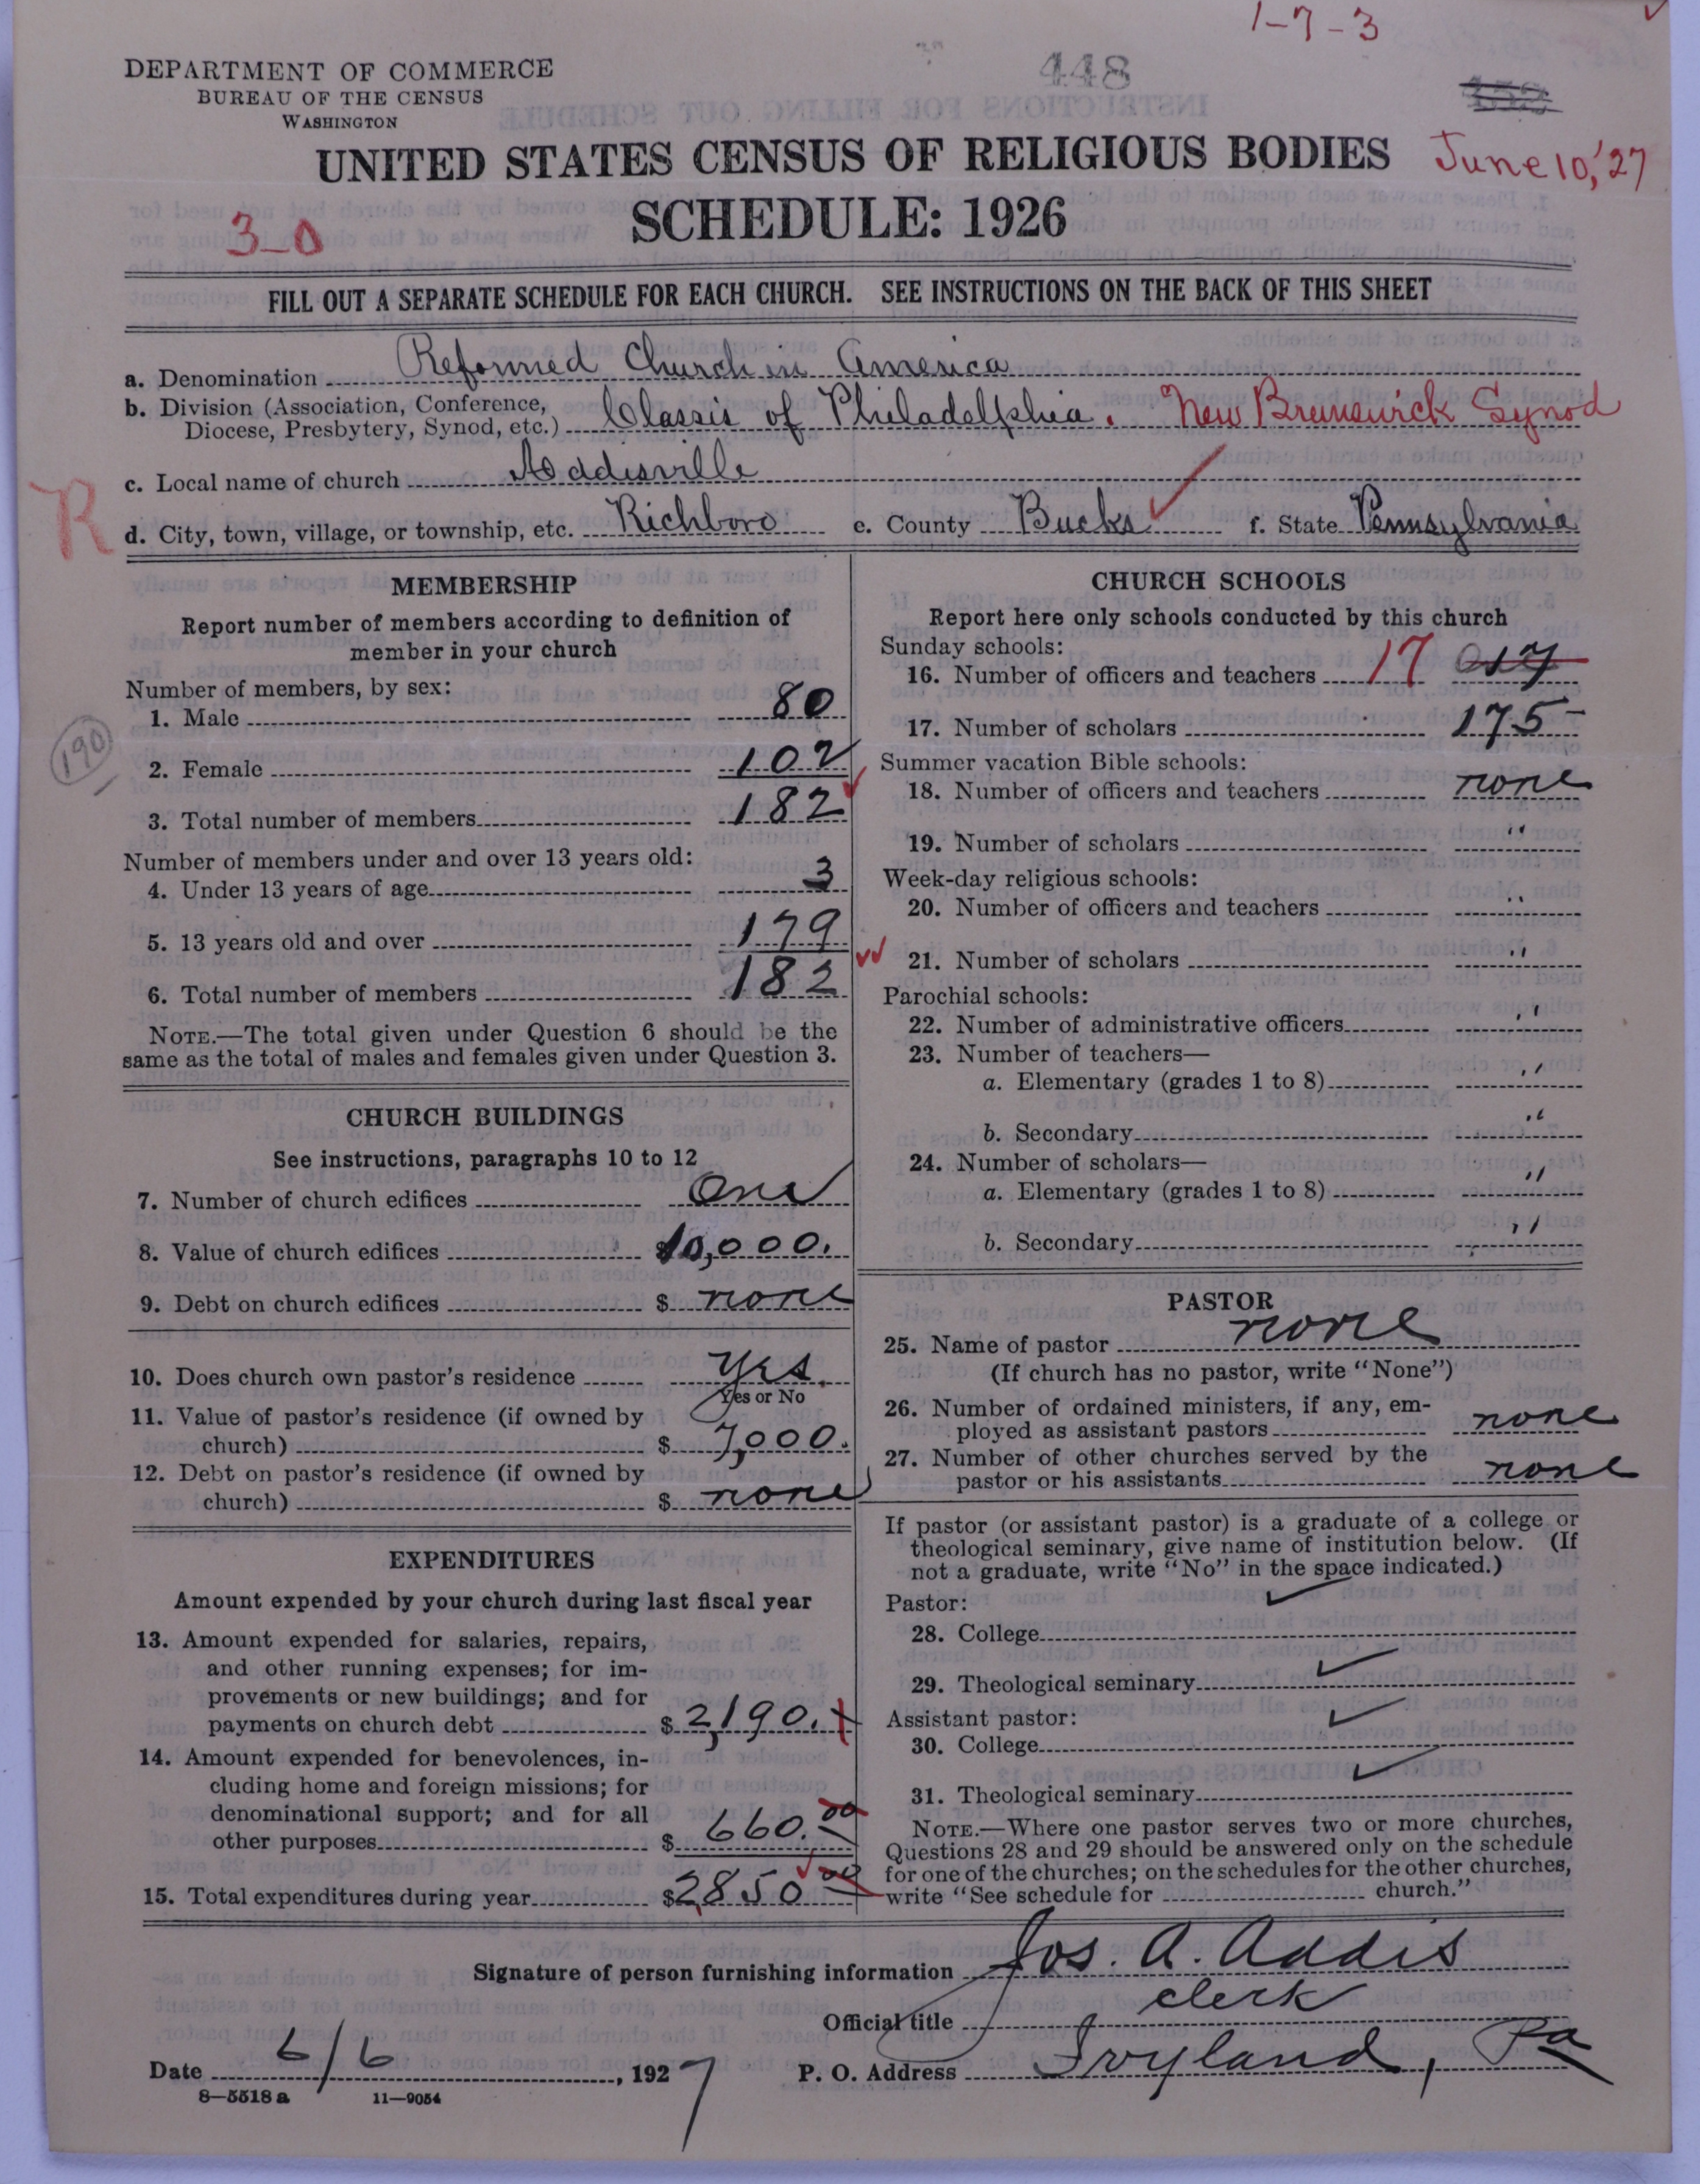 1-7-3
DEPARTMENT OF COMMERCE
BUREAU OF THE CENSUS
WASHINGTON
448
UNITED STATES CENSUS OF RELIGIOUS BODIES
June 10, '27
SCHEDULE: 1926
3-0
FILL OUT A SEPARATE SCHEDULE FOR EACH CHURCH. SEE INSTRUCTIONS ON THE BACK OF THIS SHEET
a. Denomination Reformed Church in America
b. Division (Association, Conference, Diocese, Presbytery, Synod, etc.) Classis of Philadelphia. New Brunswick Synod
c. Local name of church Addisville
R
d. City, town, village, or township, etc. Richboro e. County Bucks f. State Pennsylvania
MEMBERSHIP
Report number of members according to definition of
member in your church
Number of members, by sex:
1. Male 80
190
2. Female 102
3. Total number of members 182
Number of members under and over 13 years old:
4. Under 13 years of age 3
5. 13 years old and over 179
6. Total number of members 182
NOTE.—The total given under Question 6 should be the
same as the total of males and females given under Question 3.
CHURCH BUILDINGS
See instructions, paragraphs 10 to 12
7. Number of church edifices One
8. Value of church edifices $10,000.
9. Debt on church edifices $ none
10. Does church own pastor's residence Yes.
Yes or No
11. Value of pastor's residence (if owned by
church) $ 7,000.
12. Debt on pastor's residence (if owned by
church) $ none
EXPENDITURES
Amount expended by your church during last fiscal year
13. Amount expended for salaries, repairs,
and other running expenses; for im-
provements or new buildings; and for
payments on church debt $ 2,190.
14. Amount expended for benevolences, in-
cluding home and foreign missions; for
denominational support; and for all
other purposes $ 660.00
15. Total expenditures during year $2,850 00
CHURCH SCHOOLS
Report here only schools conducted by this church
Sunday schools:
16. Number of officers and teachers 17
17. Number of scholars 175
Summer vacation Bible schools:
18. Number of officers and teachers none
19. Number of scholars "
Week-day religious schools:
20. Number of officers and teachers "
21. Number of scholars "
Parochial schools:
22. Number of administrative officers "
23. Number of teachers—
a. Elementary (grades 1 to 8) "
b. Secondary "
24. Number of scholars—
a. Elementary (grades 1 to 8) "
b. Secondary "
PASTOR
25. Name of pastor none
(If church has no pastor, write "None")
26. Number of ordained ministers, if any, em-
ployed as assistant pastors none
27. Number of other churches served by the
pastor or his assistants none
If pastor (or assistant pastor) is a graduate of a college or
theological seminary, give name of institution below. (If
not a graduate, write "No" in the space indicated.)
Pastor:
28. College
29. Theological seminary
Assistant pastor:
30. College
31. Theological seminary
NOTE.—Where one pastor serves two or more churches,
Questions 28 and 29 should be answered only on the schedule
for one of the churches; on the schedules for the other churches,
write "See schedule for church."
Signature of person furnishing information Jos. A. Addis
Official title clerk
Date 6/6, 1927 P. O. Address Ivyland, Pa
8-5518 a 11-9054